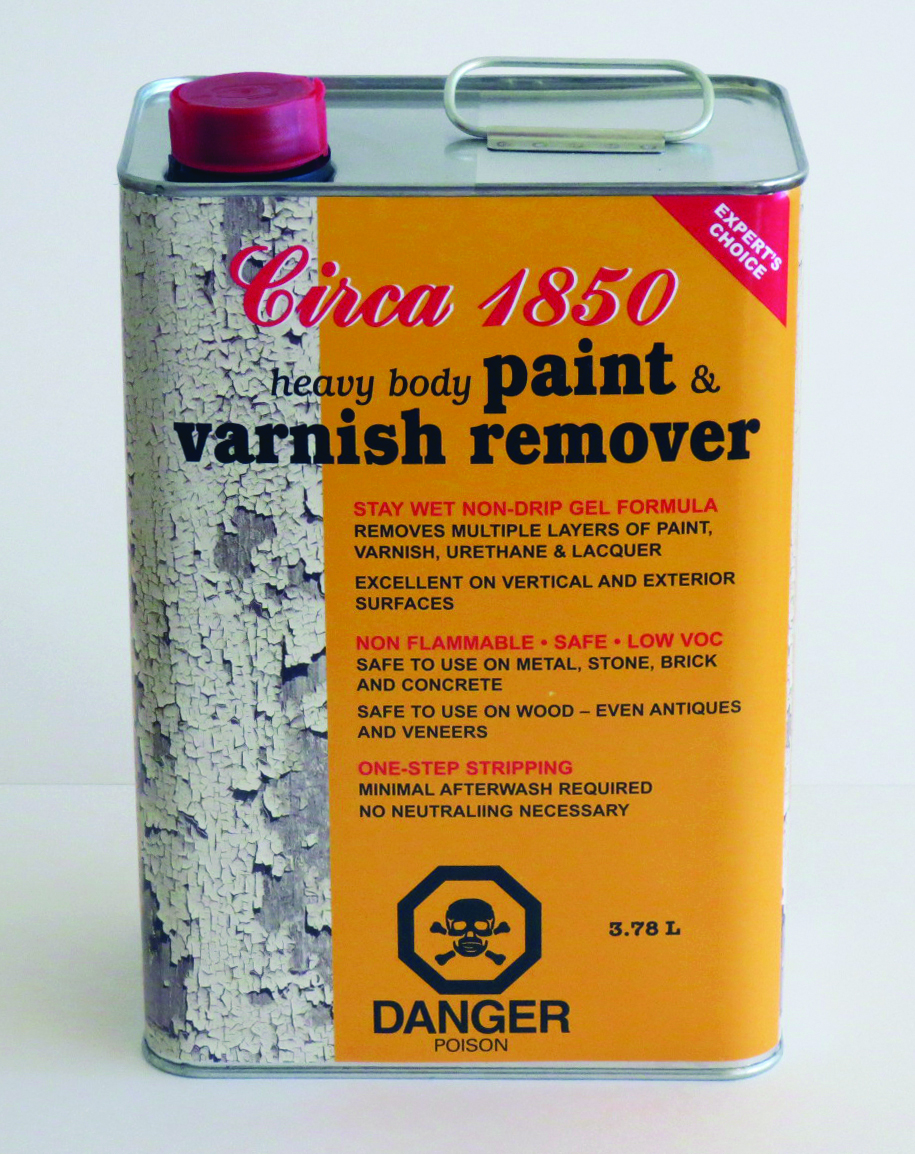 EXPERT'S
CHOICE
Circa 1850
heavy body paint &
varnish remover
STAY WET NON-DRIP GEL FORMULA
REMOVES MULTIPLE LAYERS OF PAINT,
VARNISH, URETHANE & LACQUER
EXCELLENT ON VERTICAL AND EXTERIOR
SURFACES
NON FLAMMABLE • SAFE • LOW VOC
SAFE TO USE ON METAL, STONE, BRICK
AND CONCRETE
SAFE TO USE ON WOOD – EVEN ANTIQUES
AND VENEERS
ONE-STEP STRIPPING
MINIMAL AFTERWASH REQUIRED
NO NEUTRALIING NECESSARY
3.78 L
DANGER
POISON